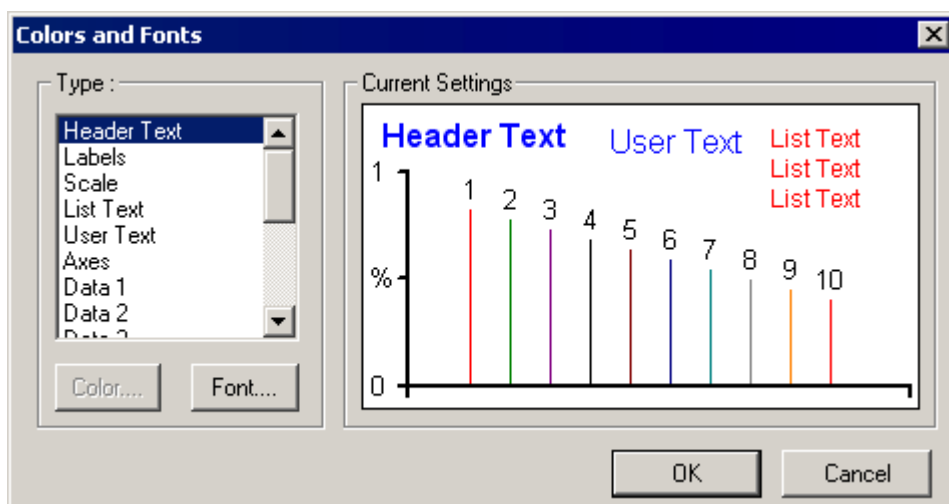 Colors and Fonts
Type :
Header Text
Labels
Scale
List Text
User Text
Axes
Data 1
Data 2
Color....
Font....
Current Settings
Header Text
User Text
List Text
List Text
List Text
1
1
2
3
4
5
6
7
8
9
10
%
0
OK
Cancel